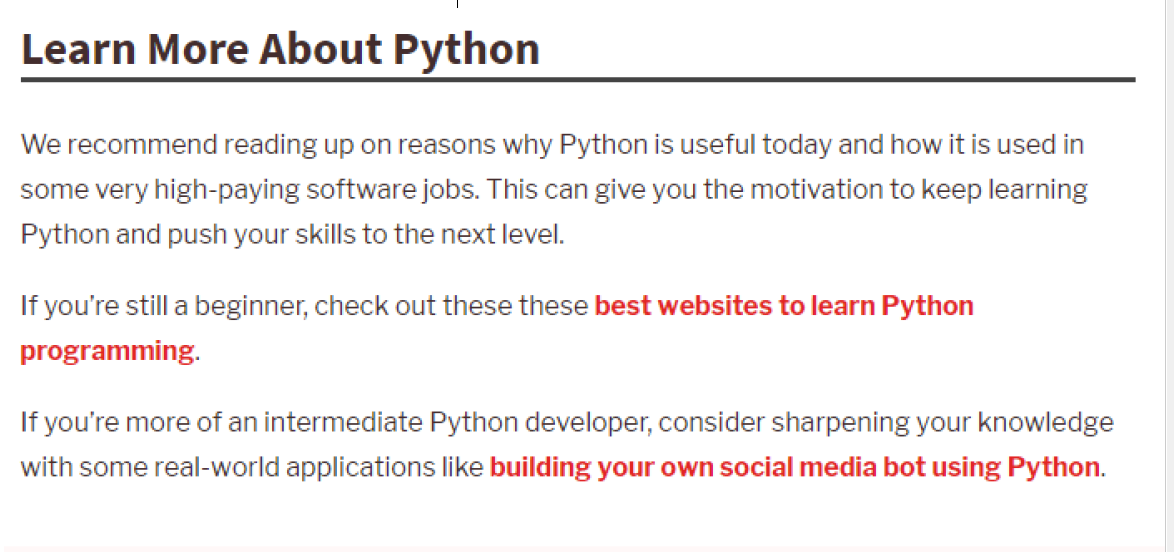 Learn More About Python
We recommend reading up on reasons why Python is useful today and how it is used in
some very high-paying software jobs. This can give you the motivation to keep learning
Python and push your skills to the next level.
If you’re still a beginner, check out these these best websites to learn Python
programming.
If you’re more of an intermediate Python developer, consider sharpening your knowledge
with some real-world applications like building your own social media bot using Python.